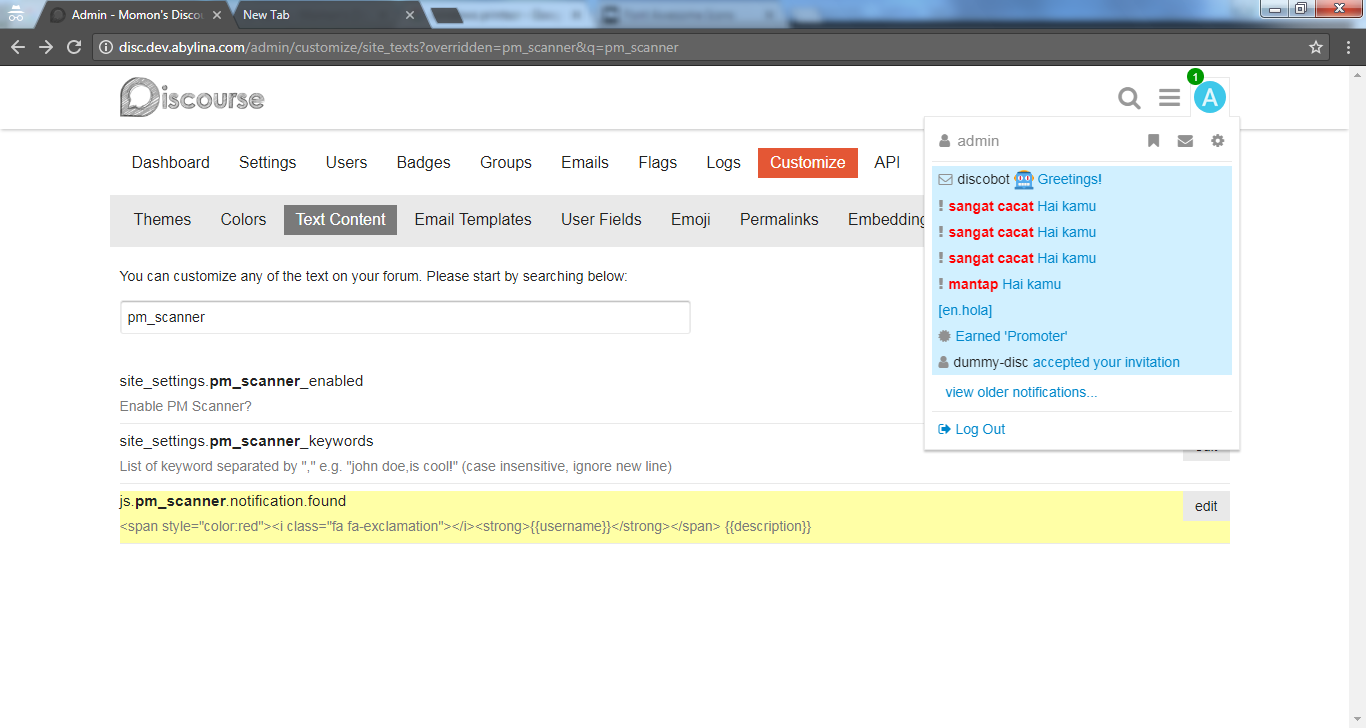 Admin - Momon's Discou
New Tab
disc.dev.abylina.com/admin/customize/site_texts?overridden=pm_scanner&q=pm_scanner
Discourse
1
A
Dashboard Settings Users Badges Groups Emails Flags Logs Customize API
Themes Colors Text Content Email Templates User Fields Emoji Permalinks Embedding
You can customize any of the text on your forum. Please start by searching below:
pm_scanner
site_settings.pm_scanner_enabled
Enable PM Scanner?
site_settings.pm_scanner_keywords
List of keyword separated by "," e.g. "john doe,is cool!" (case insensitive, ignore new line)
js.pm_scanner.notification.found
<span style="color:red"><i class="fa fa-exclamation"></i><strong>{{username}}</strong></span> {{description}}
edit
admin
discobot Greetings!
! sangat cacat Hai kamu
! sangat cacat Hai kamu
! sangat cacat Hai kamu
! mantap Hai kamu
[en.hola]
Earned 'Promoter'
dummy-disc accepted your invitation
view older notifications...
Log Out